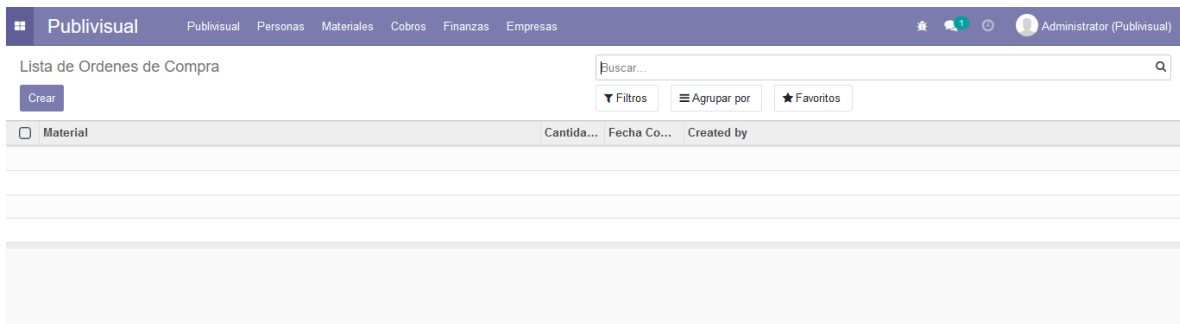 Publivisual Publivisual Personas Materiales Cobros Finanzas Empresas 1 Administrator (Publivisual)
Lista de Ordenes de Compra Buscar...
Crear Filtros Agrupar por Favoritos
Material Cantida... Fecha Co... Created by